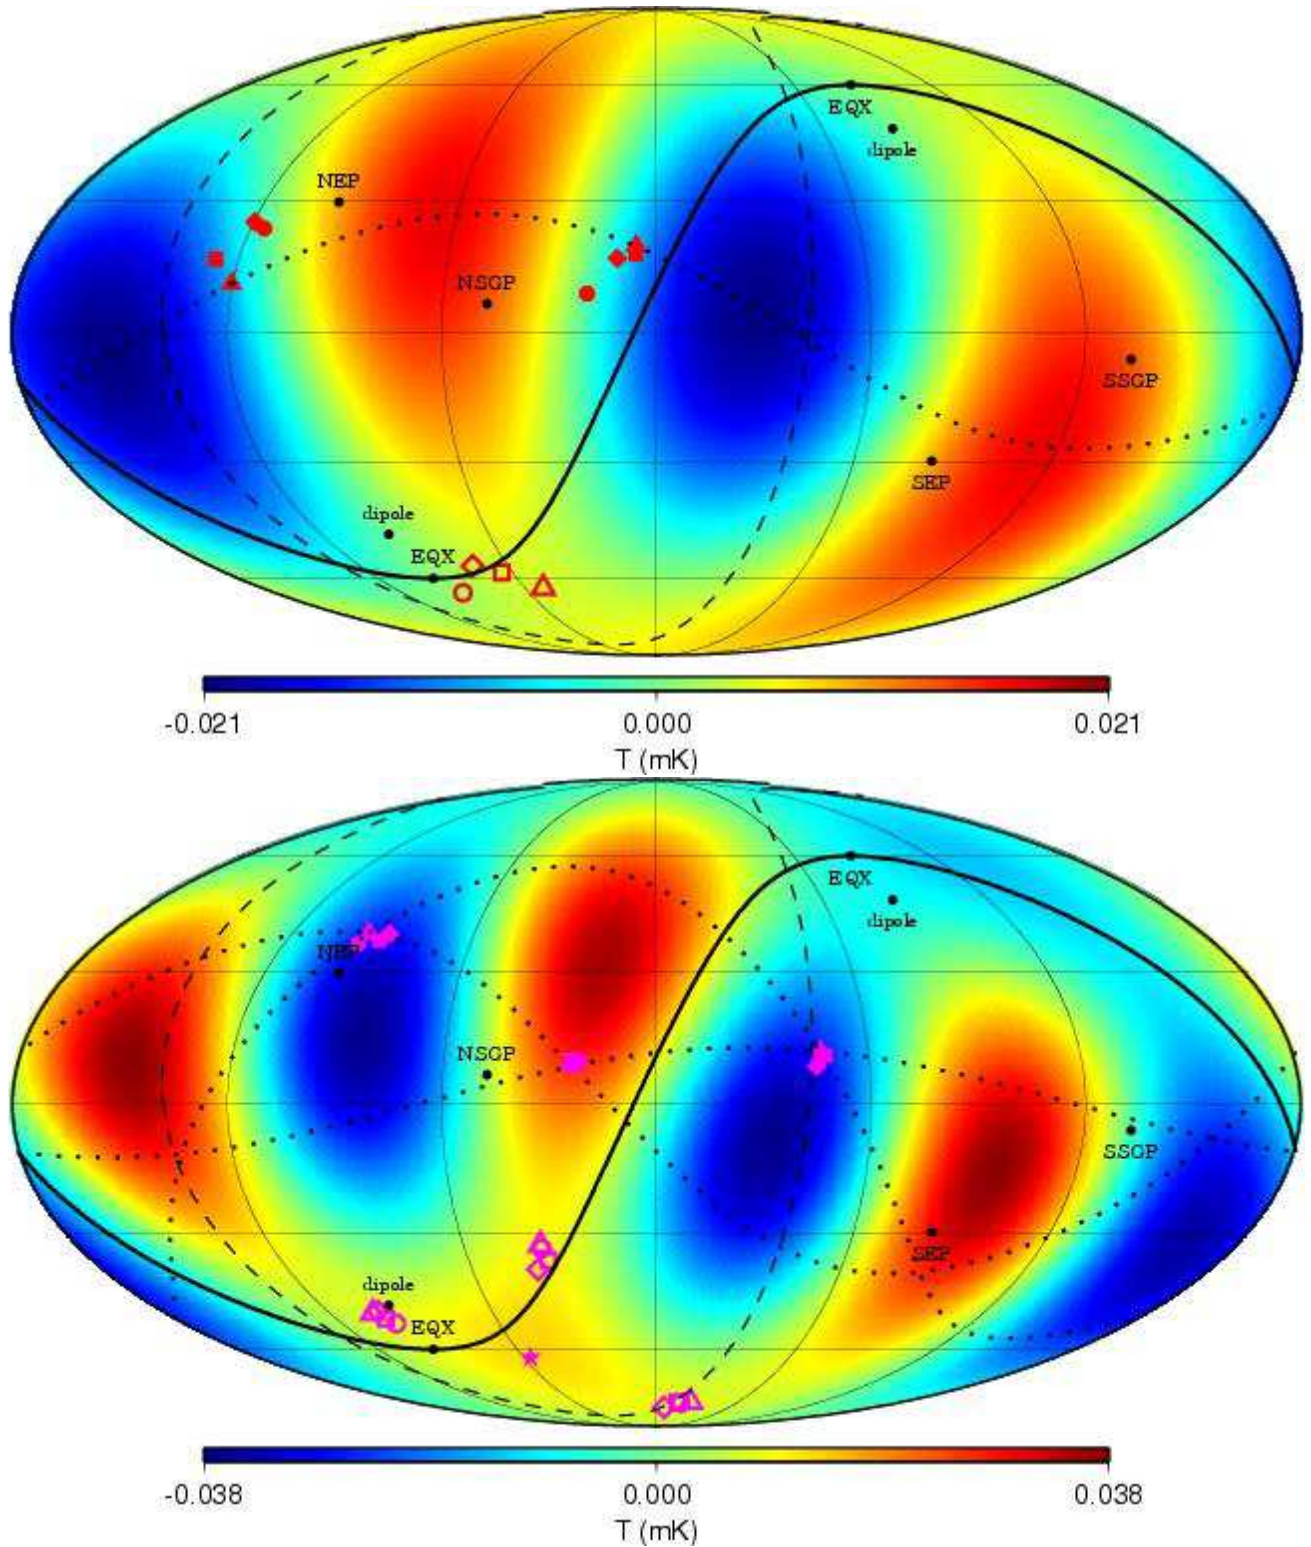 EQX
dipole
NEP
NSGP
SSGP
SEP
dipole
EQX
-0.021 0.000 0.021
T (mK)
EQX
dipole
NEP
NSGP
SSGP
SEP
dipole
EQX
-0.038 0.000 0.038
T (mK)